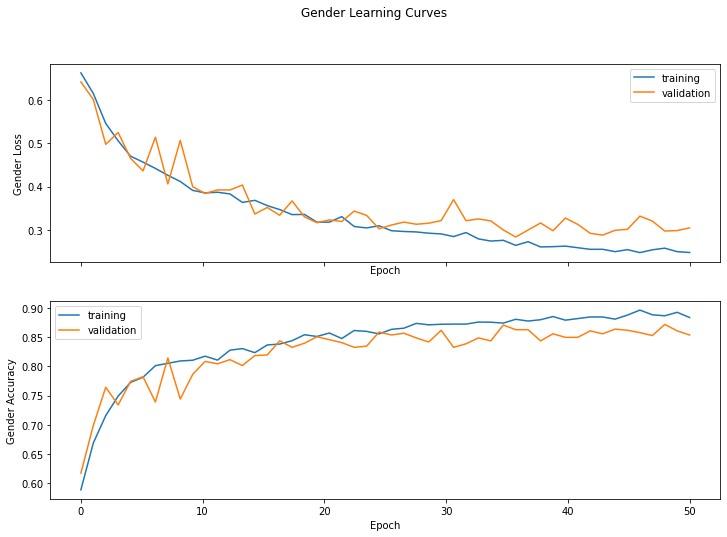 Gender Learning Curves
training
validation
0.6
0.5
0.4
0.3
Gender Loss
Epoch
training
validation
0.90
0.85
0.80
0.75
0.70
0.65
0.60
Gender Accuracy
0
10
20
30
40
50
Epoch